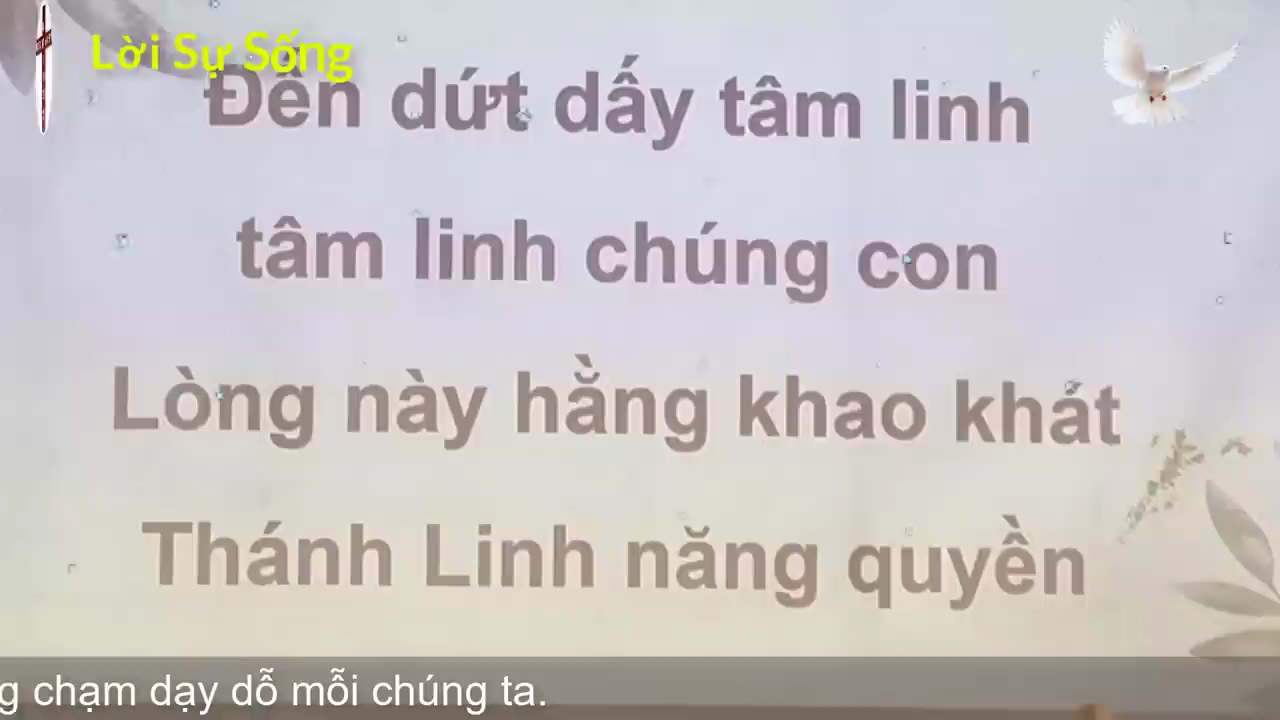 Lời Sự Sống
Đến dứt dấy tâm linh
tâm linh chúng con
Lòng này hằng khao khát
Thánh Linh năng quyền
g chạm dạy dỗ mỗi chúng ta.